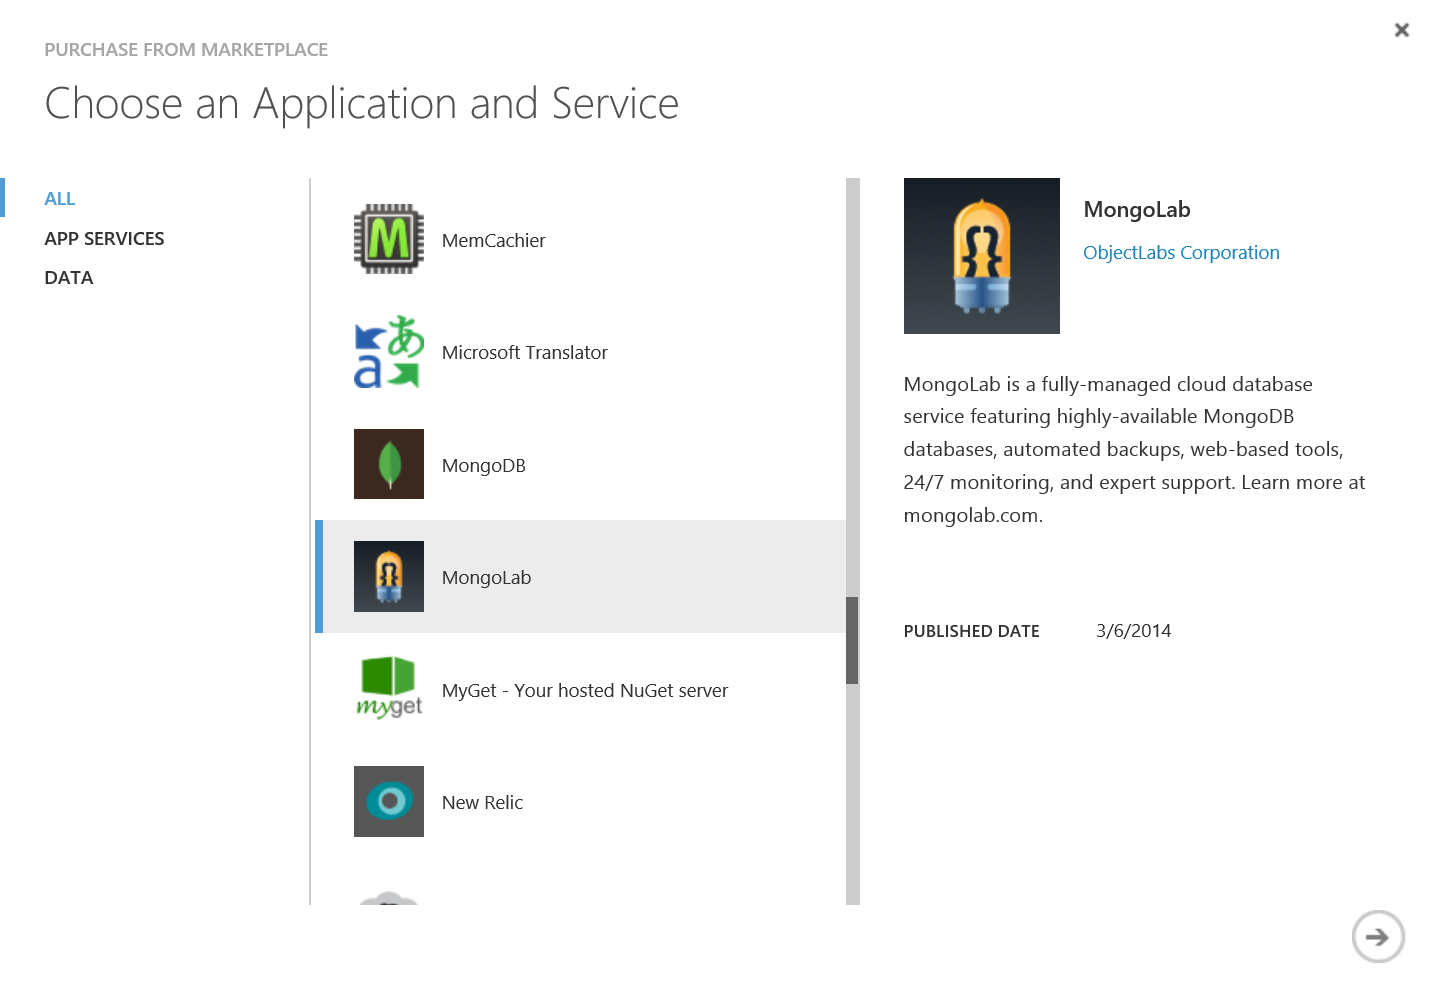 PURCHASE FROM MARKETPLACE
Choose an Application and Service
ALL
APP SERVICES
DATA
M
MemCachier
あ
a
Microsoft Translator
MongoDB
{ }
MongoLab
myget
MyGet - Your hosted NuGet server
New Relic
{ }
MongoLab
ObjectLabs Corporation
MongoLab is a fully-managed cloud database
service featuring highly-available MongoDB
databases, automated backups, web-based tools,
24/7 monitoring, and expert support. Learn more at
mongolab.com.
PUBLISHED DATE 3/6/2014